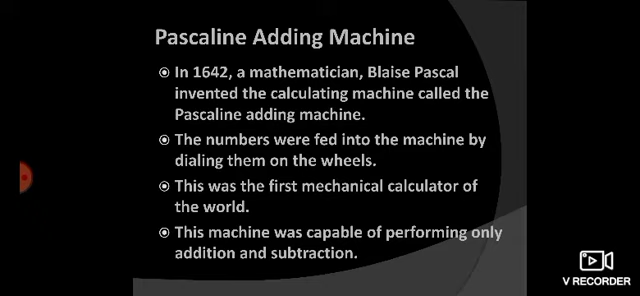 Pascaline Adding Machine
In 1642, a mathematician, Blaise Pascal
invented the calculating machine called the
Pascaline adding machine.
The numbers were fed into the machine by
dialing them on the wheels.
This was the first mechanical calculator of
the world.
This machine was capable of performing only
addition and subtraction.
V RECORDER